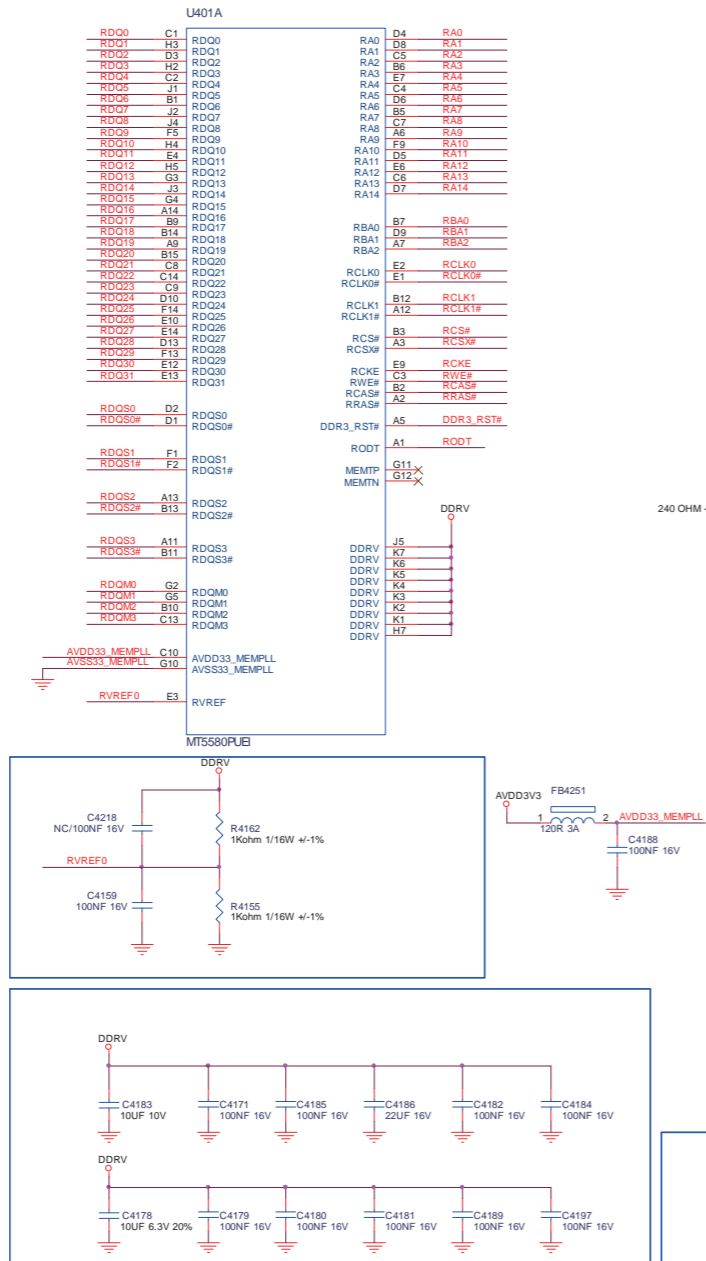 U401A
RDQ0 C1 RDQ0 RA0 D4 RA0
RDQ1 H3 RDQ1 RA1 D8 RA1
RDQ2 D3 RDQ2 RA2 C5 RA2
RDQ3 H2 RDQ3 RA3 B6 RA3
RDQ4 C2 RDQ4 RA4 E7 RA4
RDQ5 J1 RDQ5 RA5 C4 RA5
RDQ6 B1 RDQ6 RA6 D6 RA6
RDQ7 J2 RDQ7 RA7 B5 RA7
RDQ8 J4 RDQ8 RA8 C7 RA8
RDQ9 F5 RDQ9 RA9 A6 RA9
RDQ10 H4 RDQ10 RA10 F9 RA10
RDQ11 E4 RDQ11 RA11 D5 RA11
RDQ12 H5 RDQ12 RA12 E6 RA12
RDQ13 G3 RDQ13 RA13 C6 RA13
RDQ14 J3 RDQ14 RA14 D7 RA14
RDQ15 G4 RDQ15
RDQ16 A14 RDQ16
RDQ17 B9 RDQ17 RBA0 B7 RBA0
RDQ18 B14 RDQ18 RBA1 D9 RBA1
RDQ19 A9 RDQ19 RBA2 A7 RBA2
RDQ20 B15 RDQ20
RDQ21 C8 RDQ21 RCLK0 E2 RCLK0
RDQ22 C14 RDQ22 RCLK0# E1 RCLK0#
RDQ23 C9 RDQ23
RDQ24 D10 RDQ24 RCLK1 B12 RCLK1
RDQ25 F14 RDQ25 RCLK1# A12 RCLK1#
RDQ26 E10 RDQ26
RDQ27 E14 RDQ27 RCS# B3 RCS#
RDQ28 D13 RDQ28 RCSX# A3 RCSX#
RDQ29 F13 RDQ29
RDQ30 E12 RDQ30 RCKE E9 RCKE
RDQ31 E13 RDQ31 RWE# C3 RWE#
RCAS# B2 RCAS#
RRAS# A2 RRAS#
RDQS0 D2 RDQS0
RDQS0# D1 RDQS0# DDR3_RST# A5 DDR3_RST#
RODT A1 RODT
RDQS1 F1 RDQS1
RDQS1# F2 RDQS1# MEMTP G11
MEMTN G12
RDQS2 A13 RDQS2
RDQS2# B13 RDQS2#
DDRV
240 OHM
RDQS3 A11 RDQS3 DDRV J5
RDQS3# B11 RDQS3# DDRV K7
DDRV K6
DDRV K5
RDQM0 G2 RDQM0 DDRV K4
RDQM1 G5 RDQM1 DDRV K3
RDQM2 B10 RDQM2 DDRV K2
RDQM3 C13 RDQM3 DDRV K1
DDRV H7
AVDD33_MEMPLL C10 AVDD33_MEMPLL
AVSS33_MEMPLL G10 AVSS33_MEMPLL
RVREF0 E3 RVREF
MT5580PUEI
DDRV
C4218
NC/100NF 16V
R4162
1Kohm 1/16W +/-1%
RVREF0
C4159
100NF 16V
R4155
1Kohm 1/16W +/-1%
AVDD3V3
FB4251
1 2
120R 3A
AVDD33_MEMPLL
C4188
100NF 16V
DDRV
C4183 C4171 C4185 C4186 C4182 C4184
10UF 10V 100NF 16V 100NF 16V 22UF 16V 100NF 16V 100NF 16V
DDRV
C4178 C4179 C4180 C4181 C4189 C4197
10UF 6.3V 20% 100NF 16V 100NF 16V 100NF 16V 100NF 16V 100NF 16V